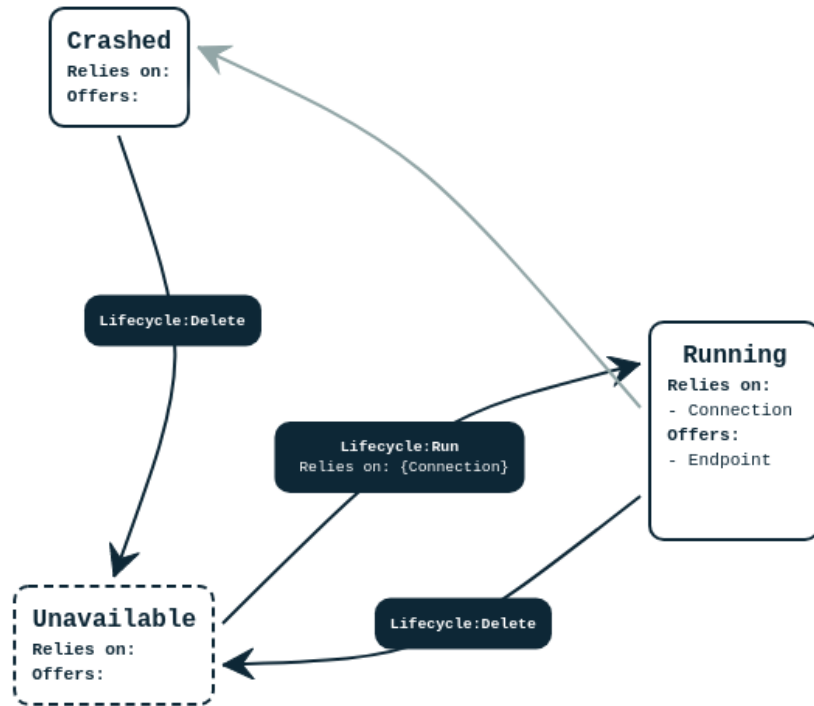 Crashed
Relies on:
Offers:
Lifecycle:Delete
Running
Relies on:
- Connection
Offers:
- Endpoint
Lifecycle:Run
Relies on: {Connection}
Unavailable
Relies on:
Offers:
Lifecycle:Delete